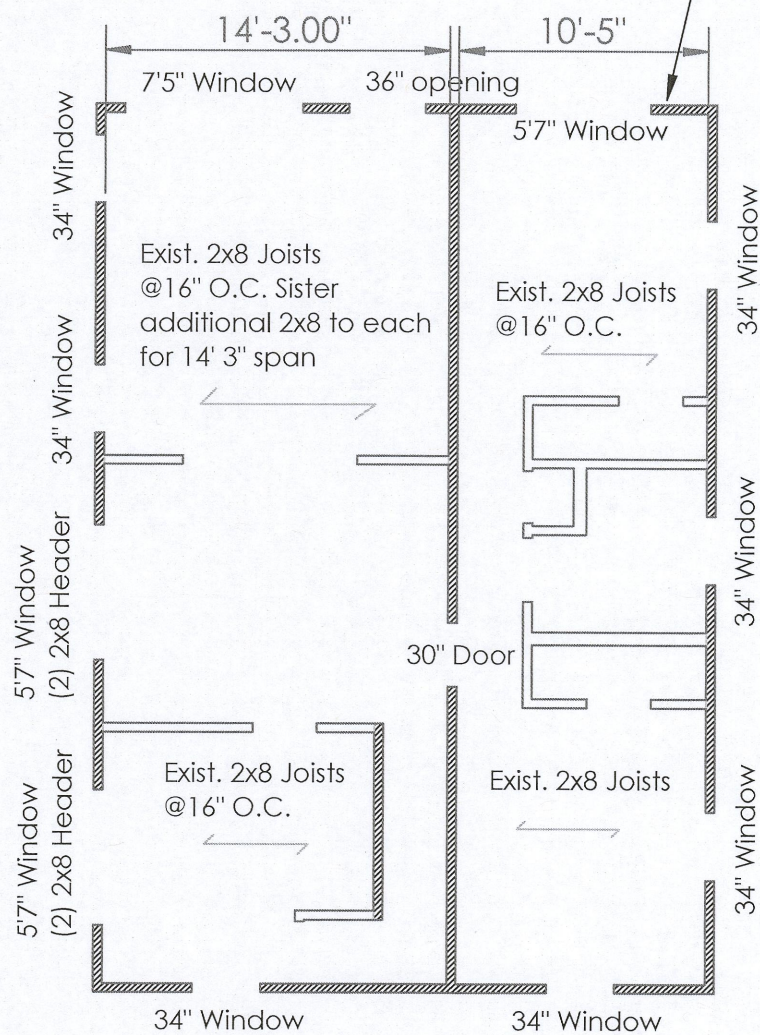 14'-3.00"
10'-5"
7'5" Window
36" opening
5'7" Window
34" Window
34" Window
Exist. 2x8 Joists
@16" O.C. Sister
additional 2x8 to each
for 14' 3" span
Exist. 2x8 Joists
@16" O.C.
34" Window
34" Window
5'7" Window
(2) 2x8 Header
30" Door
5'7" Window
(2) 2x8 Header
Exist. 2x8 Joists
@16" O.C.
Exist. 2x8 Joists
34" Window
34" Window
34" Window